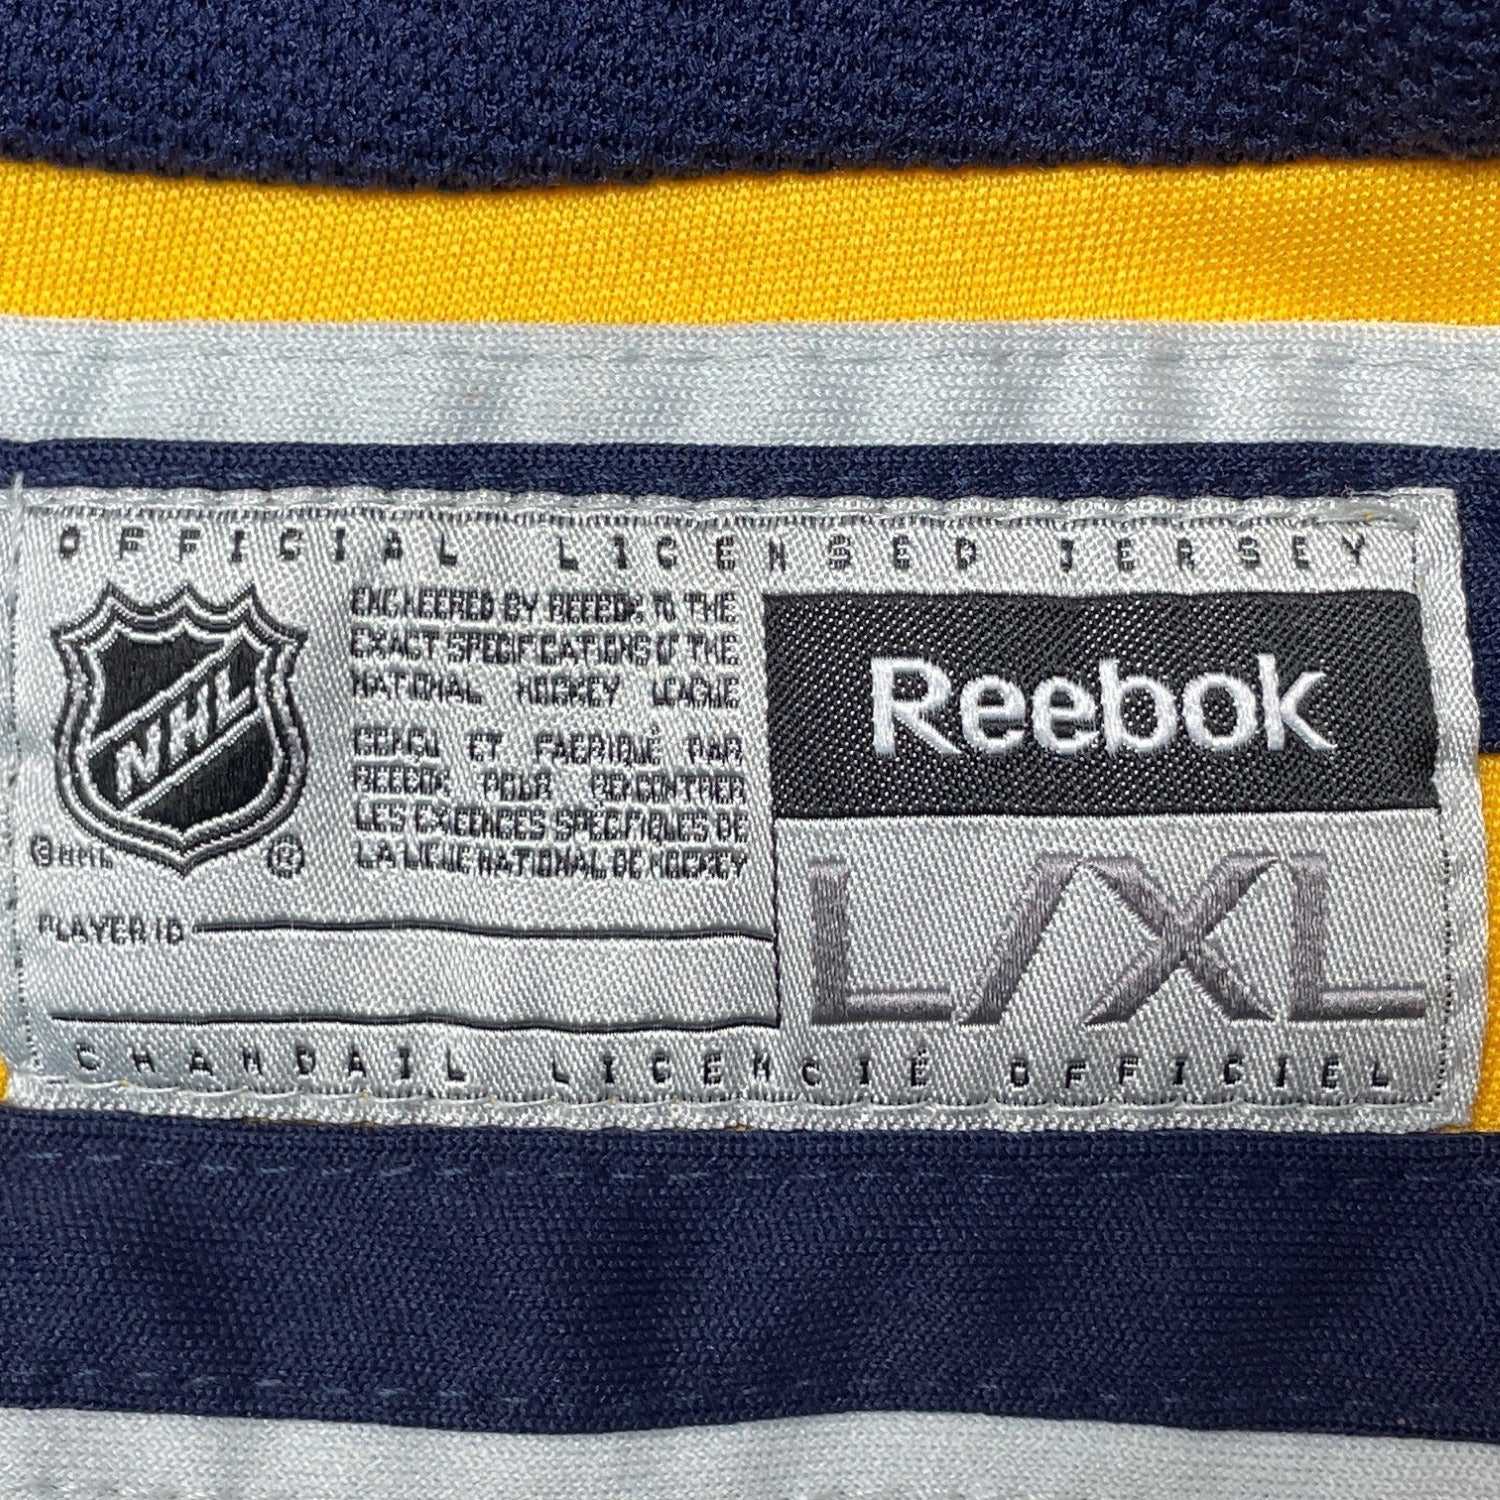 OFFICIAL LICENSED JERSEY
NHL
ENGINEERED BY REEBOK TO THE
EXACT SPECIFICATIONS OF THE
NATIONAL HOCKEY LEAGUE
CONÇU ET FABRIQUÉ PAR
REEBOK POUR RENCONTRER
LES EXIGENCES SPÉCIFIQUES DE
LA LIGUE NATIONAL DE HOCKEY
© NHL ®
PLAYER ID
Reebok
L/XL
CHANDAIL LICENCIÉ OFFICIEL